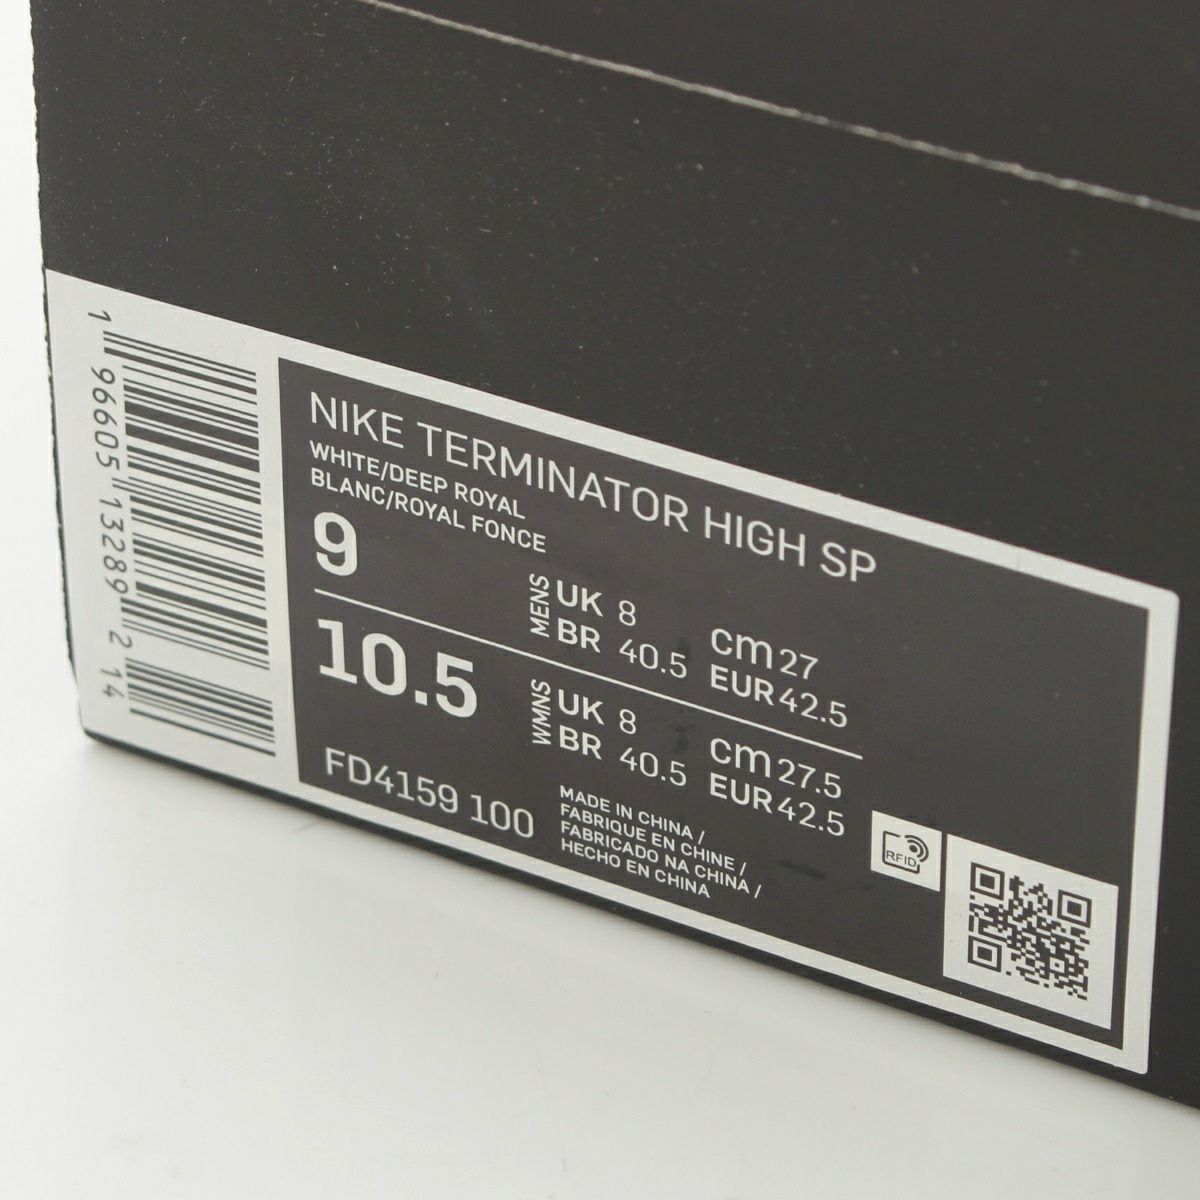 NIKE TERMINATOR HIGH SP
WHITE/DEEP ROYAL
BLANC/ROYAL FONCE
9
MENS
UK 8
BR 40.5
cm 27
EUR 42.5
10.5
WMNS
UK 8
BR 40.5
cm 27.5
EUR 42.5
FD4159 100
MADE IN CHINA /
FABRIQUE EN CHINE /
FABRICADO NA CHINA /
HECHO EN CHINA
RFID
1 96605 13289 2 14